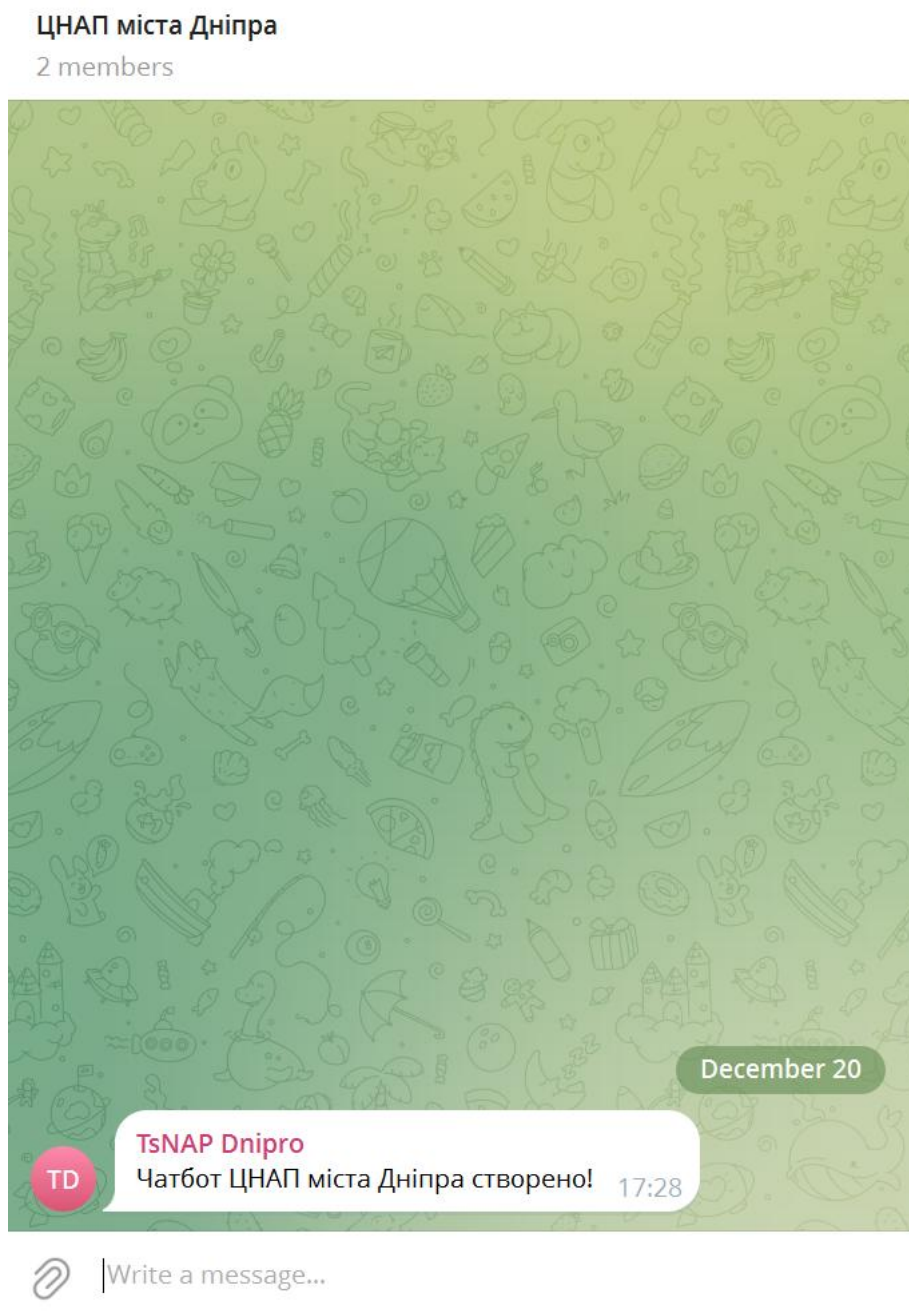 ЦНАП міста Дніпра
2 members
December 20
TsNAP Dnipro
TD
Чатбот ЦНАП міста Дніпра створено!
17:28
Write a message...